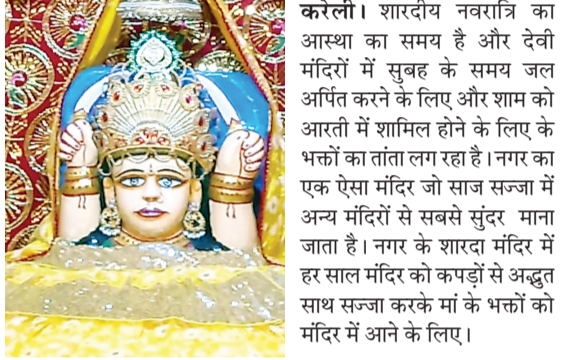 करेली। शारदीय नवरात्रि का
आस्था का समय है और देवी
मंदिरों में सुबह के समय जल
अर्पित करने के लिए और शाम को
आरती में शामिल होने के लिए के
भक्तों का तांता लग रहा है। नगर का
एक ऐसा मंदिर जो साज सज्जा में
अन्य मंदिरों से सबसे सुंदर माना
जाता है। नगर के शारदा मंदिर में
हर साल मंदिर को कपड़ों से अद्भुत
साथ सज्जा करके मां के भक्तों को
मंदिर में आने के लिए।